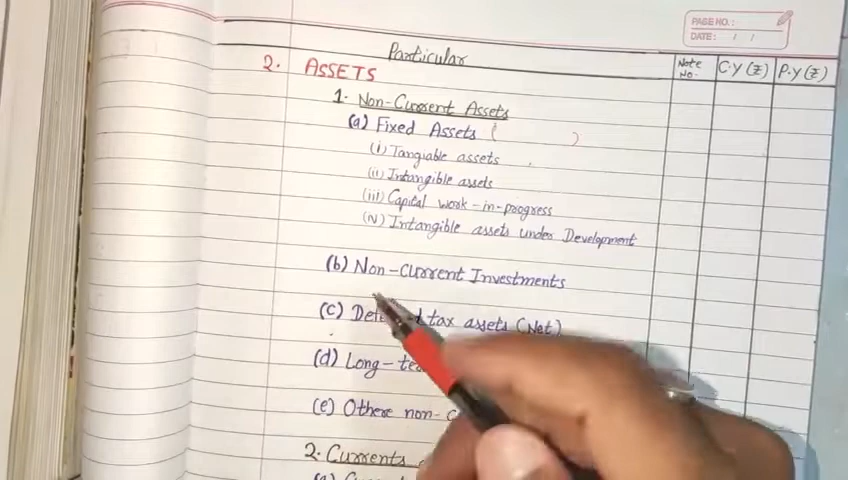 PAGE NO.:
DATE: / /
Particular
Note No.
C.Y (₹)
P.Y (₹)
2. ASSETS
1. Non-Current Assets
(a) Fixed Assets ( )
(i) Tangiable assets
(ii) Intangible assets
(iii) Capital work-in-progress
(iv) Intangible assets under Development
(b) Non-Current Investments
(c) tax assets (Net)
(d) Long-
(e) Othere non-
2. Currents